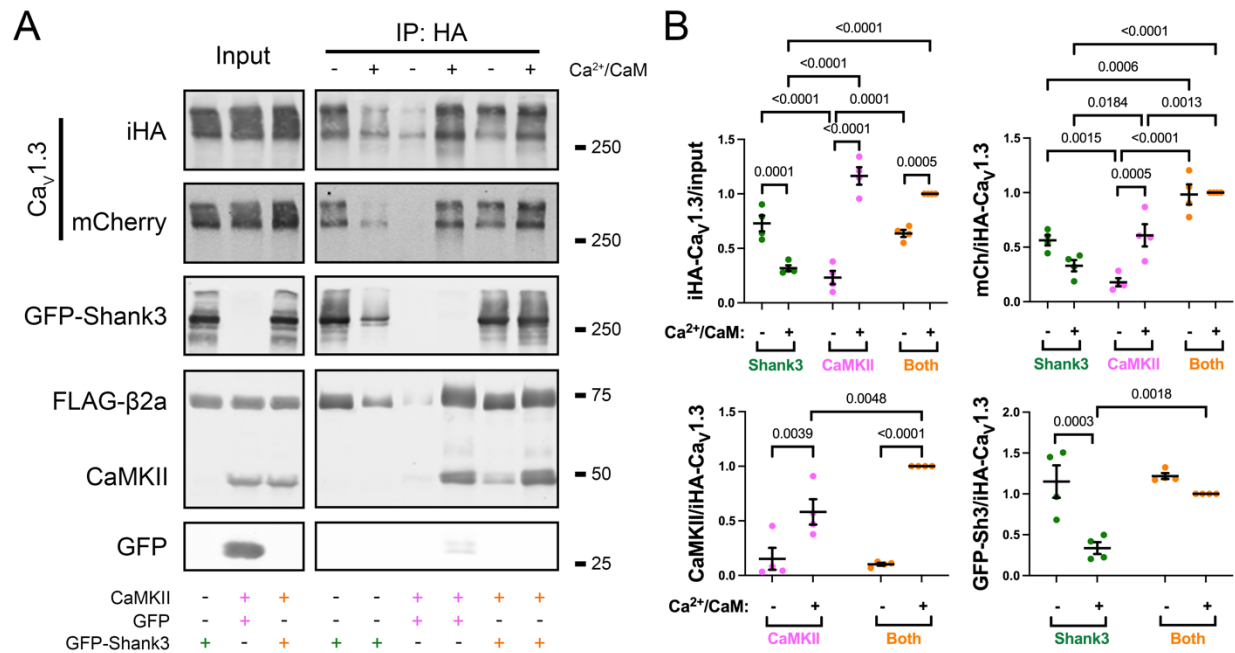 A
Input
IP: HA
- + - + - + Ca²⁺/CaM
Caᵥ1.3
iHA
250
mCherry
250
GFP-Shank3
250
FLAG-β2a
75
CaMKII
50
GFP
25
CaMKII - + + - - + + + +
GFP - + - - - + + - -
GFP-Shank3 + - + + + - - + +
B
<0.0001
<0.0001
<0.0001 0.0001
<0.0001
0.0001
0.0005
iHA-Caᵥ1.3/input
1.5
1.0
0.5
0.0
Ca²⁺/CaM: - + - + - +
Shank3 CaMKII Both
<0.0001
0.0006
0.0184 0.0013
0.0015 <0.0001
0.0005
mCh/iHA-Caᵥ1.3
1.5
1.0
0.5
0.0
- + - + - +
Shank3 CaMKII Both
0.0048
0.0039 <0.0001
CaMKII/iHA-Caᵥ1.3
1.5
1.0
0.5
0.0
Ca²⁺/CaM: - + - +
CaMKII Both
0.0018
0.0003
GFP-Sh3/iHA-Caᵥ1.3
2.0
1.5
1.0
0.5
0.0
- + - +
Shank3 Both